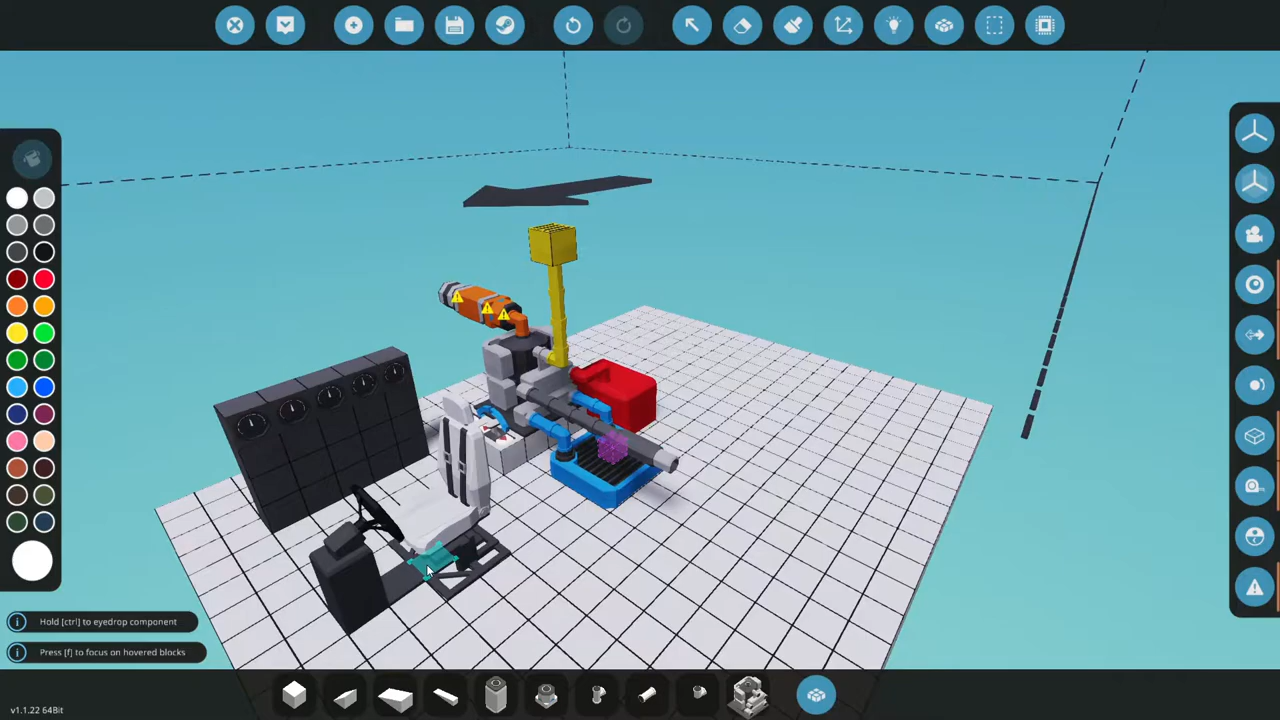 Hold [ctrl] to eyedrop component
Press [f] to focus on hovered blocks
v1.1.22 64Bit